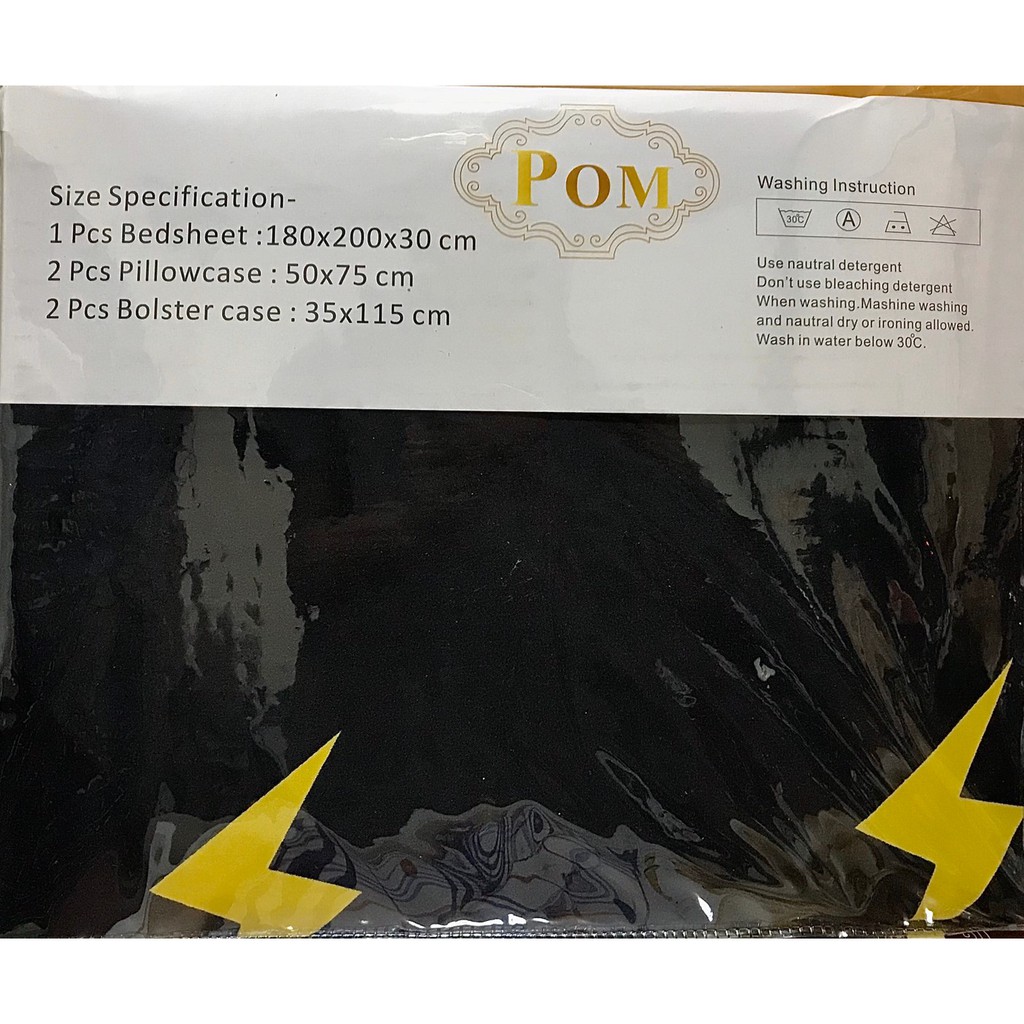 POM
Size Specification-
1 Pcs Bedsheet :180x200x30 cm
2 Pcs Pillowcase : 50x75 cm
2 Pcs Bolster case : 35x115 cm
Washing Instruction
30℃ A
Use nautral detergent
Don't use bleaching detergent
When washing.Mashine washing
and nautral dry or ironing allowed.
Wash in water below 30℃.